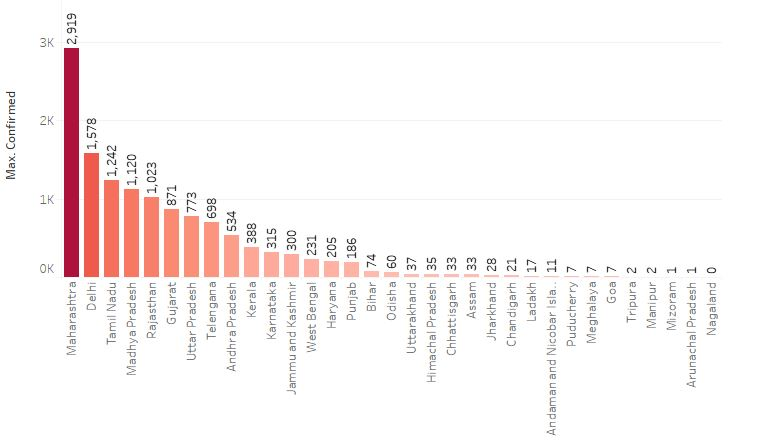 Max. Confirmed
3K
2K
1K
0K
2,919
1,578
1,242
1,120
1,023
871
773
698
534
388
315
300
231
205
186
74
60
37
35
33
33
28
21
17
11
7
7
7
2
2
1
1
0
Maharashtra
Delhi
Tamil Nadu
Madhya Pradesh
Rajasthan
Gujarat
Uttar Pradesh
Telengana
Andhra Pradesh
Kerala
Karnataka
Jammu and Kashmir
West Bengal
Haryana
Punjab
Bihar
Odisha
Uttarakhand
Himachal Pradesh
Chhattisgarh
Assam
Jharkhand
Chandigarh
Ladakh
Andaman and Nicobar Isla..
Puducherry
Meghalaya
Goa
Tripura
Manipur
Mizoram
Arunachal Pradesh
Nagaland